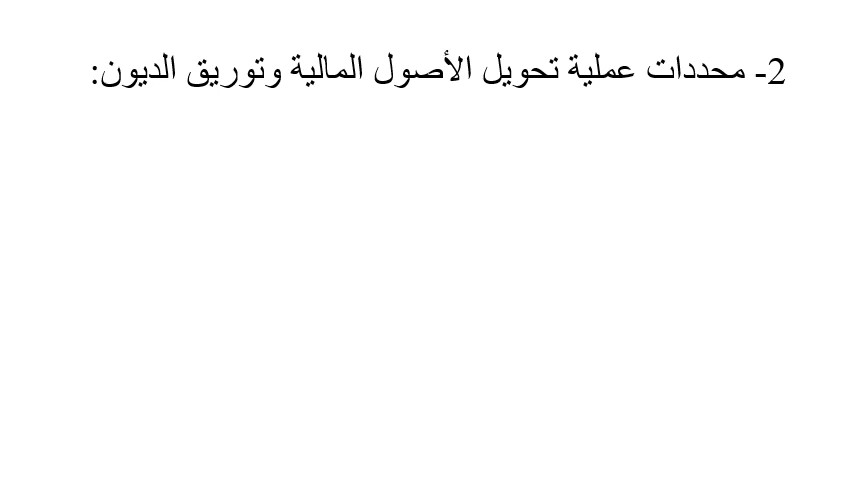 2- محددات عملية تحويل الأصول المالية وتوريق الديون: